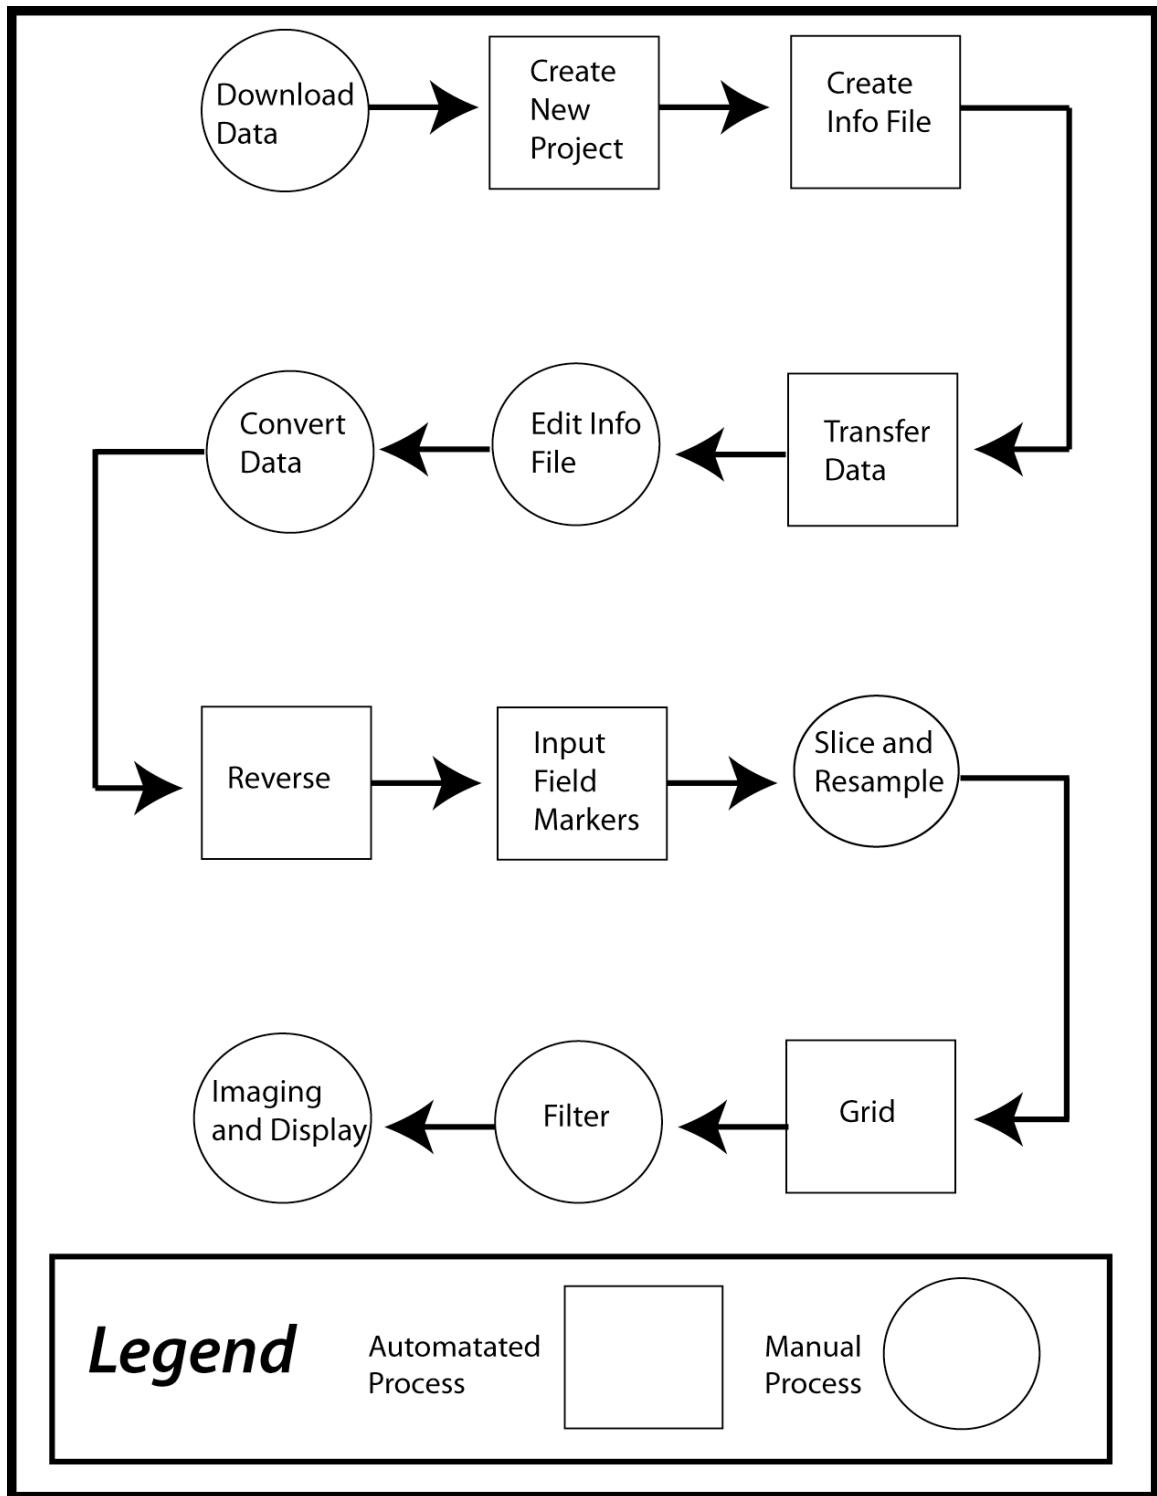 Download
Data
Create
New
Project
Create
Info File
Transfer
Data
Edit Info
File
Convert
Data
Reverse
Input
Field
Markers
Slice and
Resample
Grid
Filter
Imaging
and Display
Legend
Automatated
Process
Manual
Process